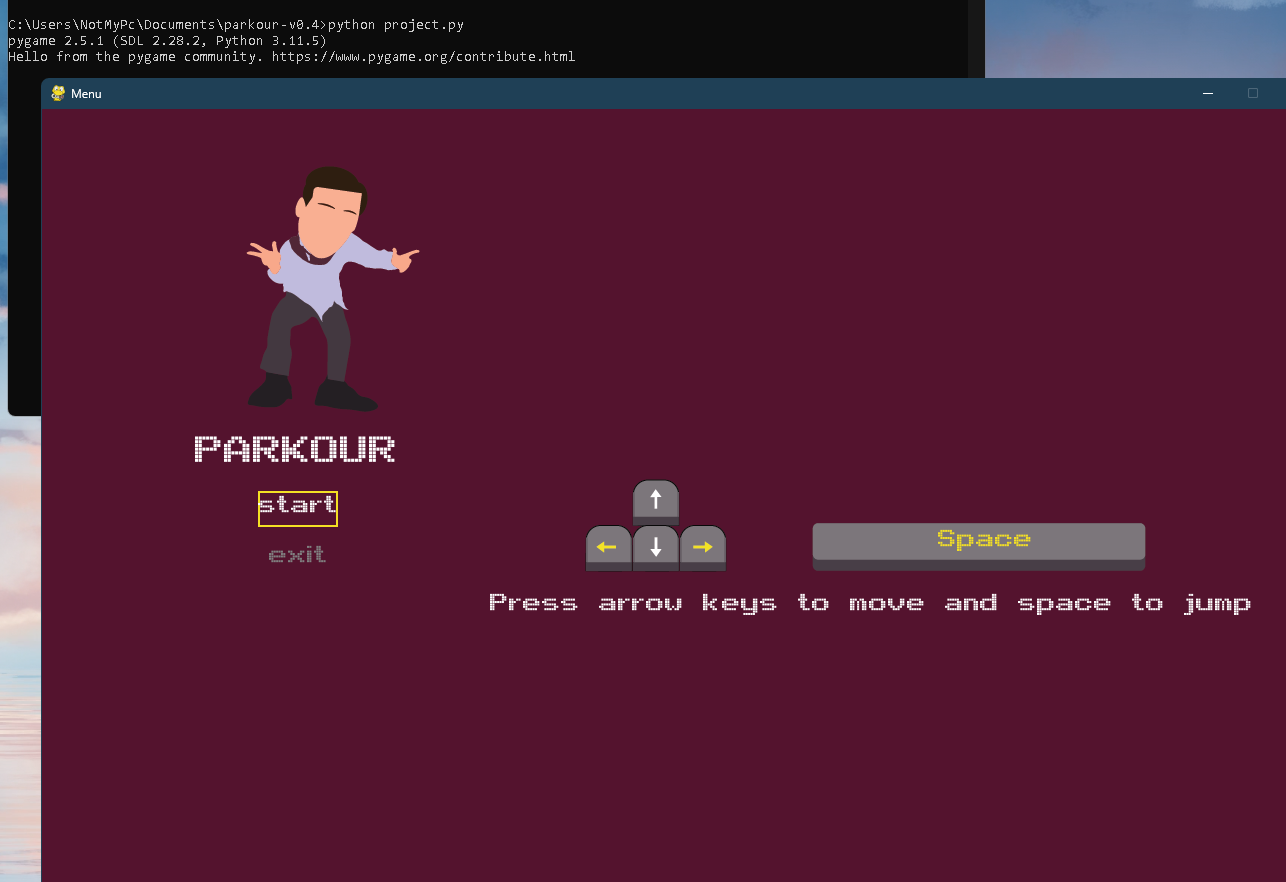 C:\Users\NotMyPc\Documents\parkour-v0.4>python project.py
pygame 2.5.1 (SDL 2.28.2, Python 3.11.5)
Hello from the pygame community. https://www.pygame.org/contribute.html
Menu
PARKOUR
start
exit
↑
← ↓ →
Space
Press arrow keys to move and space to jump